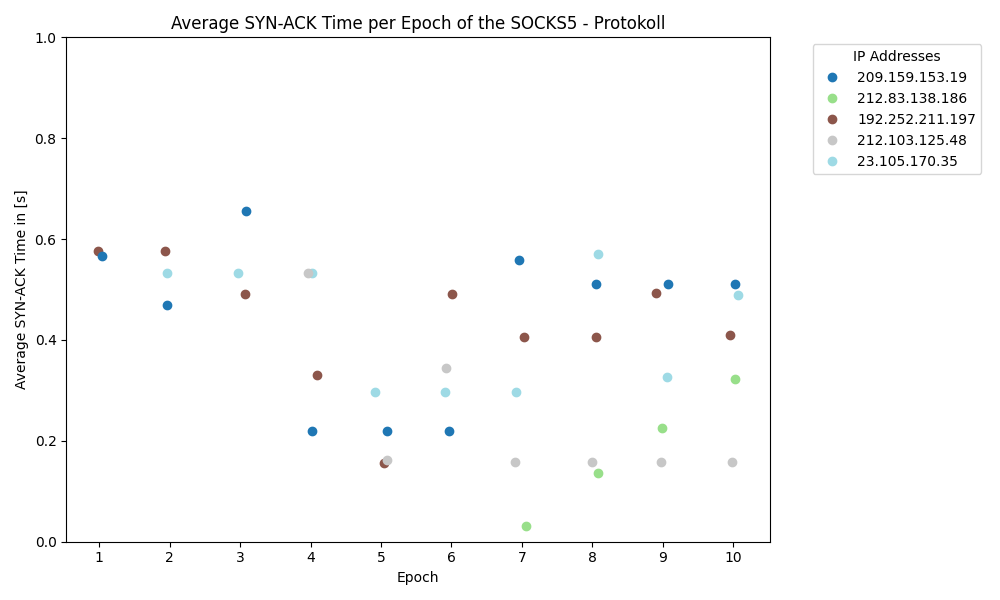 Average SYN-ACK Time per Epoch of the SOCKS5 - Protokoll
1.0
0.8
0.6
0.4
0.2
0.0
Average SYN-ACK Time in [s]
1 2 3 4 5 6 7 8 9 10
Epoch
IP Addresses
209.159.153.19
212.83.138.186
192.252.211.197
212.103.125.48
23.105.170.35